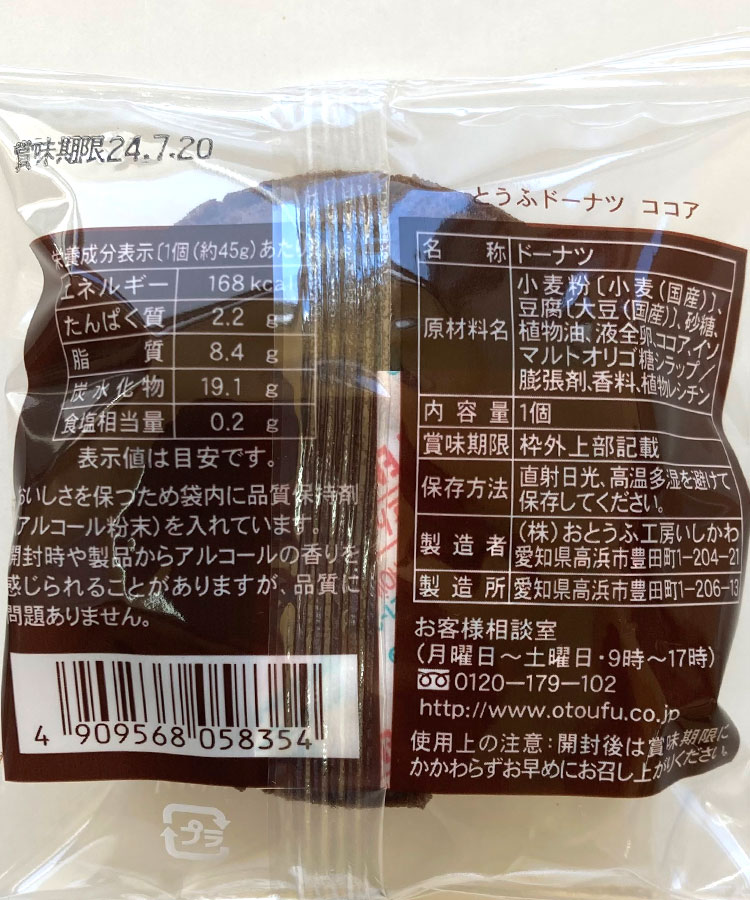 賞味期限24.7.20
とうふドーナツ ココア
栄養成分表示〔1個(約45g)あたり
エネルギー 168 kcal
たんぱく質 2.2 g
脂質 8.4 g
炭水化物 19.1 g
食塩相当量 0.2 g
表示値は目安です。
おいしさを保つため袋内に品質保持剤
(アルコール粉末)を入れています。
開封時や製品からアルコールの香りを
感じられることがありますが、品質に
問題ありません。
4 909568 058354
プラ
名称 ドーナツ
原材料名 小麦粉〔小麦(国産)〕、
豆腐〔大豆(国産)〕、砂糖、
植物油、液全卵、ココア、イソ
マルトオリゴ糖シラップ/
膨張剤、香料、植物レシチン
内容量 1個
賞味期限 枠外上部記載
保存方法 直射日光、高温多湿を避けて
保存してください。
製造者 (株)おとうふ工房いしかわ
愛知県高浜市豊田町1-204-21
製造所 愛知県高浜市豊田町1-206-13
お客様相談室
(月曜日~土曜日・9時~17時)
0120-179-102
http://www.otoufu.co.jp
使用上の注意:開封後は賞味期限に
かかわらずお早めにお召し上がりください。